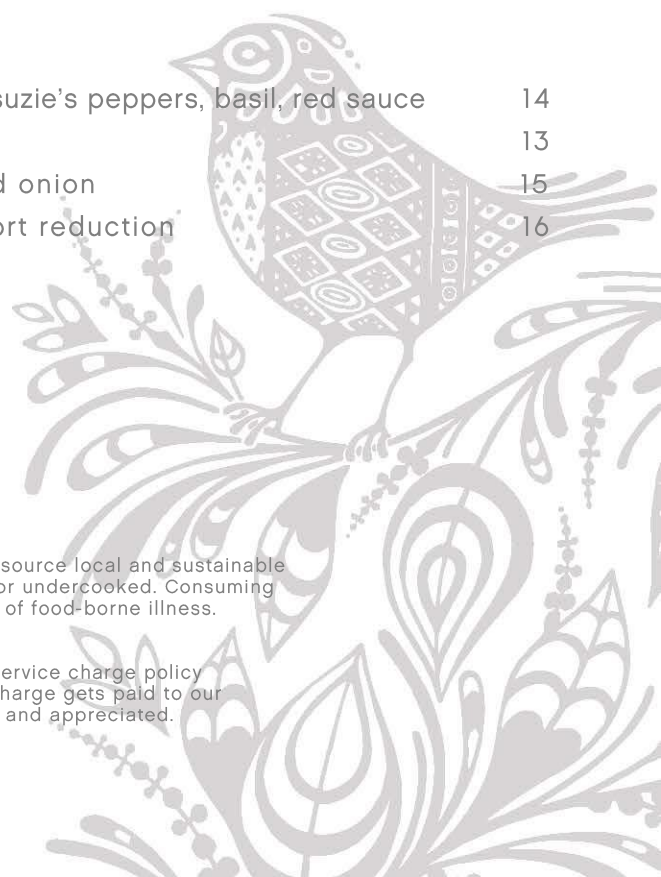 suzie's peppers, basil, red sauce 14
13
d onion 15
ort reduction 16
source local and sustainable
or undercooked. Consuming
of food-borne illness.
ervice charge policy
harge gets paid to our
and appreciated.